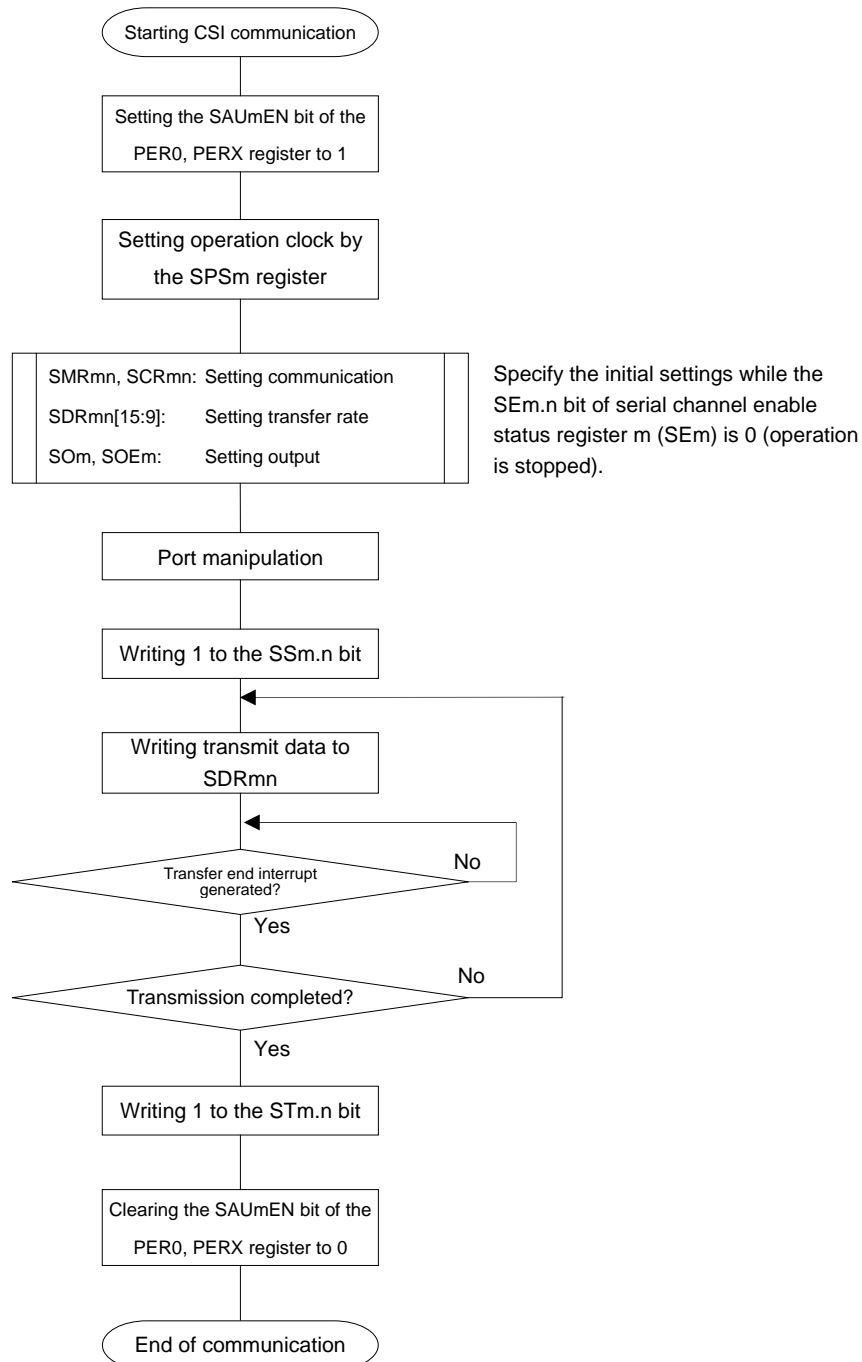 Starting CSI communication
Setting the SAUmEN bit of the
PER0, PERX register to 1
Setting operation clock by
the SPSm register
SMRmn, SCRmn: Setting communication
SDRmn[15:9]: Setting transfer rate
SOm, SOEm: Setting output
Specify the initial settings while the
SEm.n bit of serial channel enable
status register m (SEm) is 0 (operation
is stopped).
Port manipulation
Writing 1 to the SSm.n bit
Writing transmit data to
SDRmn
Transfer end interrupt
generated?
No
Yes
Transmission completed?
No
Yes
Writing 1 to the STm.n bit
Clearing the SAUmEN bit of the
PER0, PERX register to 0
End of communication